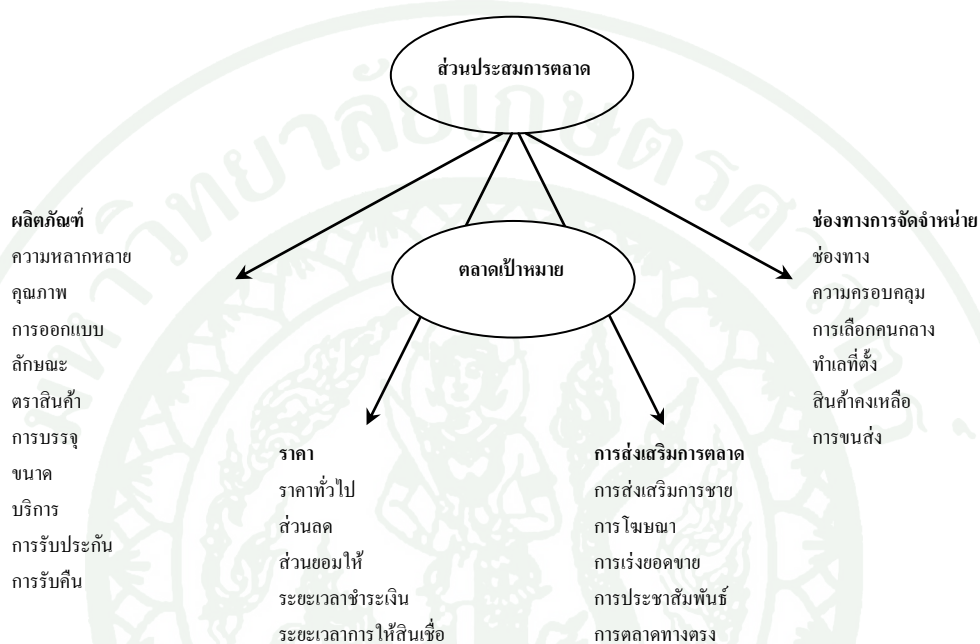 ส่วนประสมการตลาด
ตลาดเป้าหมาย
ผลิตภัณฑ์
ความหลากหลาย
คุณภาพ
การออกแบบ
ลักษณะ
ตราสินค้า
การบรรจุ
ขนาด
บริการ
การรับประกัน
การรับคืน
ราคา
ราคาทั่วไป
ส่วนลด
ส่วนยอมให้
ระยะเวลาชำระเงิน
ระยะเวลาการให้สินเชื่อ
การส่งเสริมการตลาด
การส่งเสริมการขาย
การโฆษณา
การเร่งยอดขาย
การประชาสัมพันธ์
การตลาดทางตรง
ช่องทางการจัดจำหน่าย
ช่องทาง
ความครอบคลุม
การเลือกคนกลาง
ทำเลที่ตั้ง
สินค้าคงเหลือ
การขนส่ง